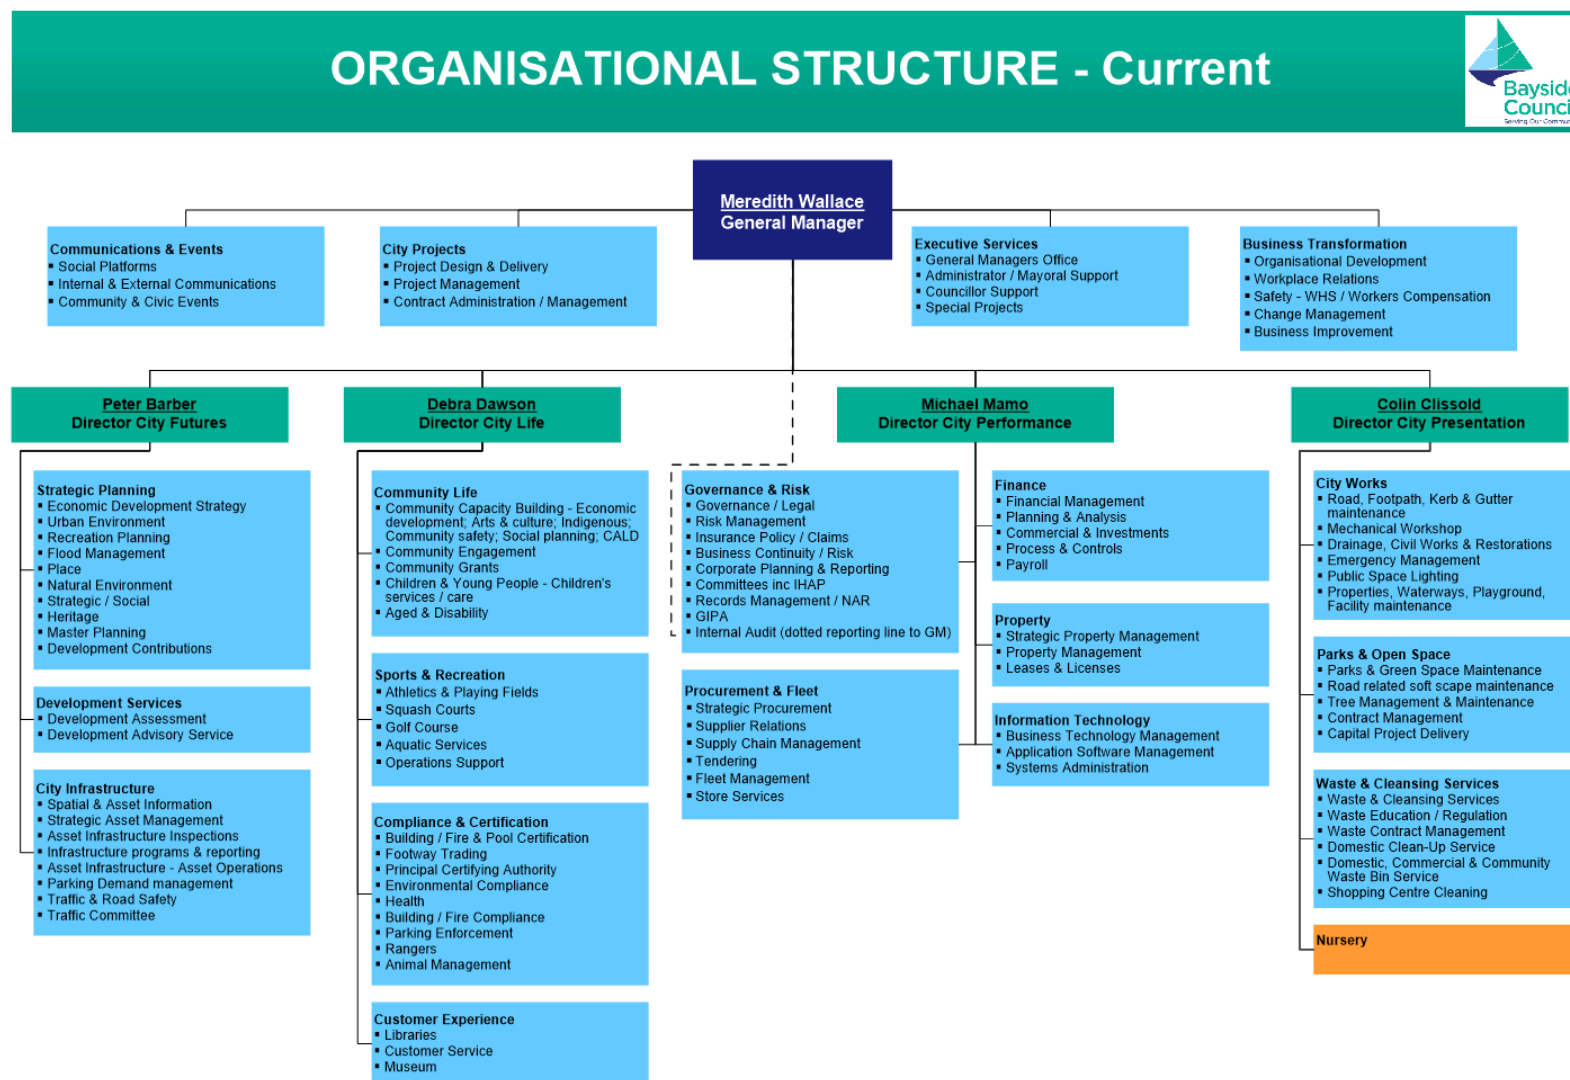 ORGANISATIONAL STRUCTURE - Current
Serving Our
Meredith Wallace
General Manager
Communications & Events
▪ Social Platforms
▪ Internal & External Communications
▪ Community & Civic Events
City Projects
▪ Project Design & Delivery
▪ Project Management
▪ Contract Administration / Management
Executive Services
▪ General Managers Office
▪ Administrator / Mayoral Support
▪ Councillor Support
▪ Special Projects
Business Transformation
▪ Organisational Development
▪ Workplace Relations
▪ Safety - WHS / Workers Compensation
▪ Change Management
▪ Business Improvement
Peter Barber
Director City Futures
Strategic Planning
▪ Economic Development Strategy
▪ Urban Environment
▪ Recreation Planning
▪ Flood Management
▪ Place
▪ Natural Environment
▪ Strategic / Social
▪ Heritage
▪ Master Planning
▪ Development Contributions
Development Services
▪ Development Assessment
▪ Development Advisory Service
City Infrastructure
▪ Spatial & Asset Information
▪ Strategic Asset Management
▪ Asset Infrastructure Inspections
▪ Infrastructure programs & reporting
▪ Asset Infrastructure - Asset Operations
▪ Parking Demand management
▪ Traffic & Road Safety
▪ Traffic Committee
Debra Dawson
Director City Life
Community Life
▪ Community Capacity Building - Economic
development; Arts & culture; Indigenous;
Community safety; Social planning; CALD
▪ Community Engagement
▪ Community Grants
▪ Children & Young People - Children's
services / care
▪ Aged & Disability
Sports & Recreation
▪ Athletics & Playing Fields
▪ Squash Courts
▪ Golf Course
▪ Aquatic Services
▪ Operations Support
Compliance & Certification
▪ Building / Fire & Pool Certification
▪ Footway Trading
▪ Principal Certifying Authority
▪ Environmental Compliance
▪ Health
▪ Building / Fire Compliance
▪ Parking Enforcement
▪ Rangers
▪ Animal Management
Customer Experience
▪ Libraries
▪ Customer Service
▪ Museum
Michael Mamo
Director City Performance
Governance & Risk
▪ Governance / Legal
▪ Risk Management
▪ Insurance Policy / Claims
▪ Business Continuity / Risk
▪ Corporate Planning & Reporting
▪ Committees inc IHAP
▪ Records Management / NAR
▪ GIPA
▪ Internal Audit (dotted reporting line to GM)
Procurement & Fleet
▪ Strategic Procurement
▪ Supplier Relations
▪ Supply Chain Management
▪ Tendering
▪ Fleet Management
▪ Store Services
Finance
▪ Financial Management
▪ Planning & Analysis
▪ Commercial & Investments
▪ Process & Controls
▪ Payroll
Property
▪ Strategic Property Management
▪ Property Management
▪ Leases & Licenses
Information Technology
▪ Business Technology Management
▪ Application Software Management
▪ Systems Administration
Colin Clissold
Director City Presentation
City Works
▪ Road, Footpath, Kerb & Gutter
maintenance
▪ Mechanical Workshop
▪ Drainage, Civil Works & Restorations
▪ Emergency Management
▪ Public Space Lighting
▪ Properties, Waterways, Playground,
Facility maintenance
Parks & Open Space
▪ Parks & Green Space Maintenance
▪ Road related soft scape maintenance
▪ Tree Management & Maintenance
▪ Contract Management
▪ Capital Project Delivery
Waste & Cleansing Services
▪ Waste & Cleansing Services
▪ Waste Education / Regulation
▪ Waste Contract Management
▪ Domestic Clean-Up Service
▪ Domestic, Commercial & Community
Waste Bin Service
▪ Shopping Centre Cleaning
Nursery